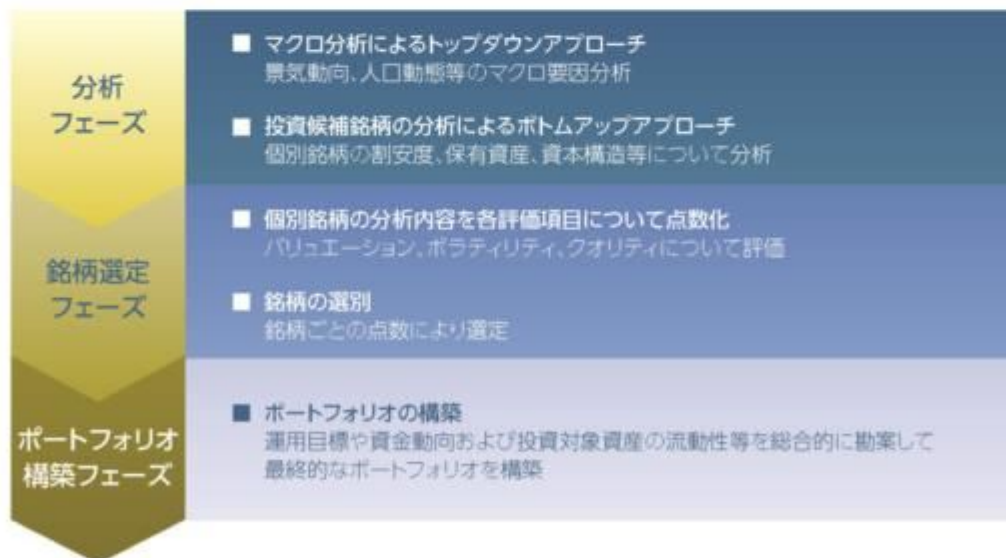 分析
フェーズ
■ マクロ分析によるトップダウンアプローチ
景気動向、人口動態等のマクロ要因分析
■ 投資候補銘柄の分析によるボトムアップアプローチ
個別銘柄の割安度、保有資産、資本構造等について分析
銘柄選定
フェーズ
■ 個別銘柄の分析内容を各評価項目について点数化
バリュエーション、ボラティリティ、クオリティについて評価
■ 銘柄の選別
銘柄ごとの点数により選定
ポートフォリオ
構築フェーズ
■ ポートフォリオの構築
運用目標や資金動向および投資対象資産の流動性等を総合的に勘案して
最終的なポートフォリオを構築